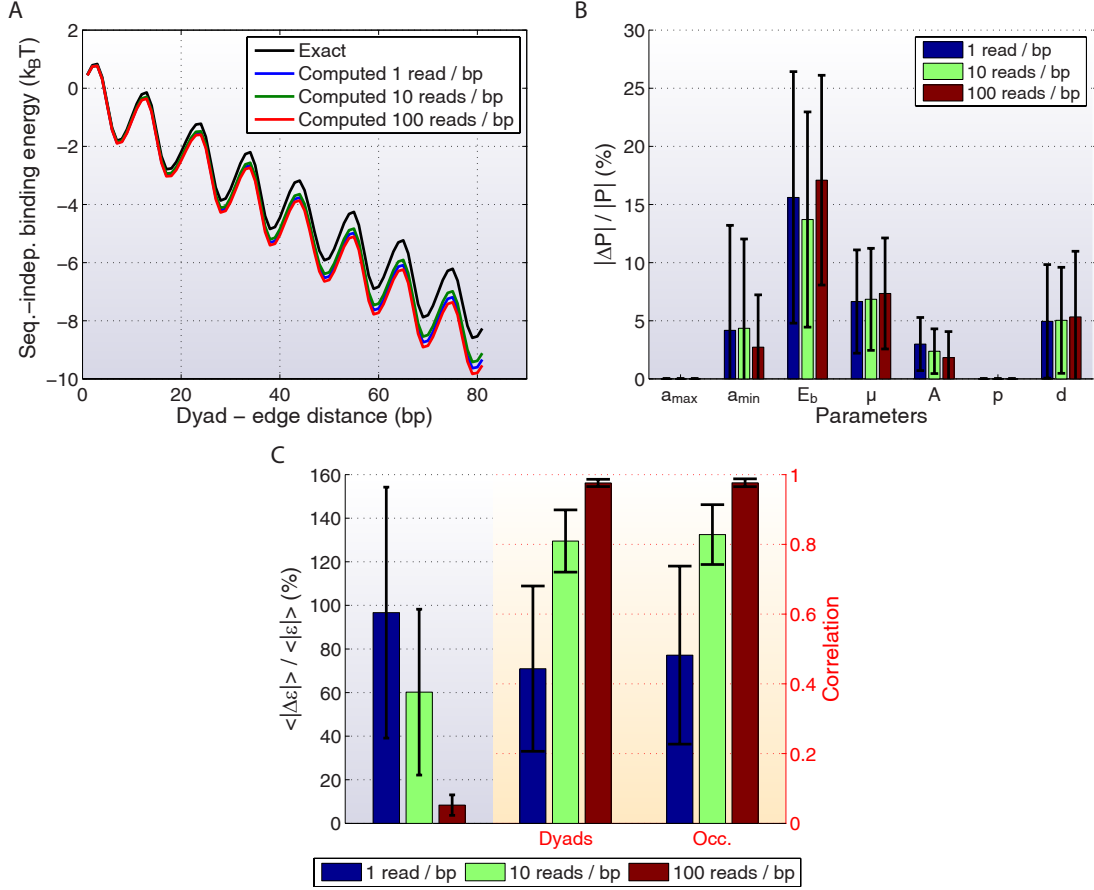 A
Seq.−indep. binding energy (kBT)
2
0
−2
−4
−6
−8
−10
0
20
40
60
80
Dyad − edge distance (bp)
Exact
Computed 1 read / bp
Computed 10 reads / bp
Computed 100 reads / bp
B
|ΔP| / |P| (%)
30
25
20
15
10
5
0
amax
amin
Eb
μ
A
p
d
Parameters
1 read / bp
10 reads / bp
100 reads / bp
C
<|Δε|> / <|ε|> (%)
160
140
120
100
80
60
40
20
0
Dyads
Occ.
1
0.8
0.6
0.4
0.2
0
Correlation
1 read / bp
10 reads / bp
100 reads / bp